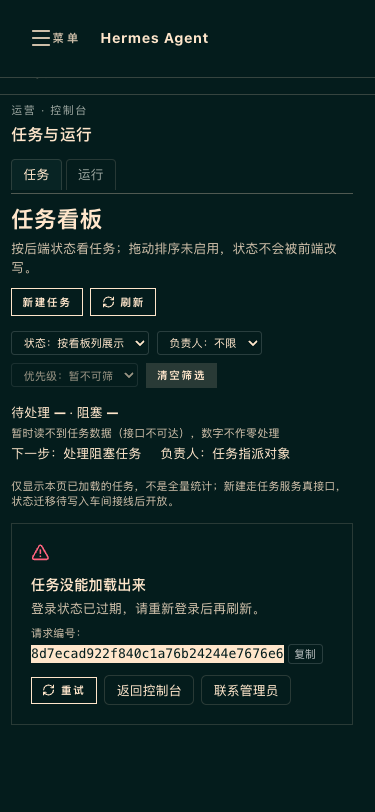 菜单 Hermes Agent
运营 · 控制台
任务与运行
任务 运行
任务看板
按后端状态看任务；拖动排序未启用，状态不会被前端改
写。
新建任务 刷新
状态：按看板列展示 负责人：不限
优先级：暂不可筛 清空筛选
待处理 — · 阻塞 —
暂时读不到任务数据（接口不可达），数字不作零处理
下一步：处理阻塞任务 负责人：任务指派对象
仅显示本页已加载的任务，不是全量统计；新建走任务服务真接口，
状态迁移待写入车间接线后开放。
任务没能加载出来
登录状态已过期，请重新登录后再刷新。
请求编号：
8d7ecad922f840c1a76b24244e7676e6 复制
重试 返回控制台 联系管理员